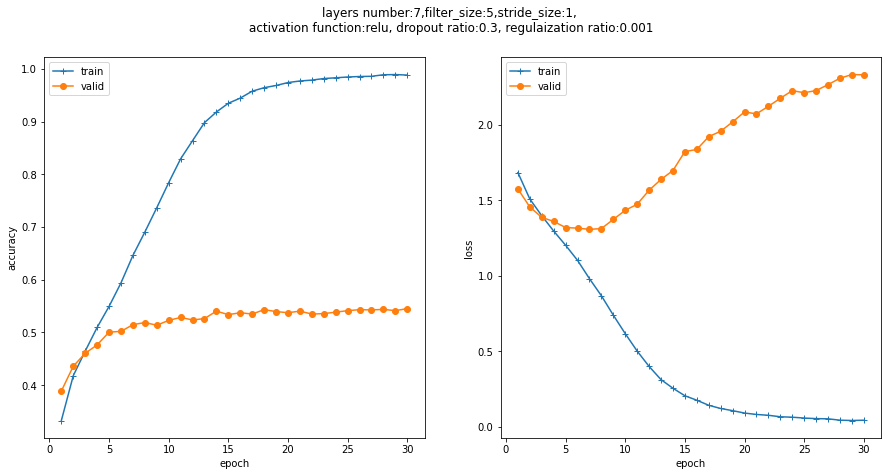 layers number:7,filter_size:5,stride_size:1,
activation function:relu, dropout ratio:0.3, regulaization ratio:0.001
train
valid
1.0
0.9
0.8
0.7
0.6
0.5
0.4
accuracy
0
5
10
15
20
25
30
epoch
train
valid
2.0
1.5
1.0
0.5
0.0
loss
0
5
10
15
20
25
30
epoch